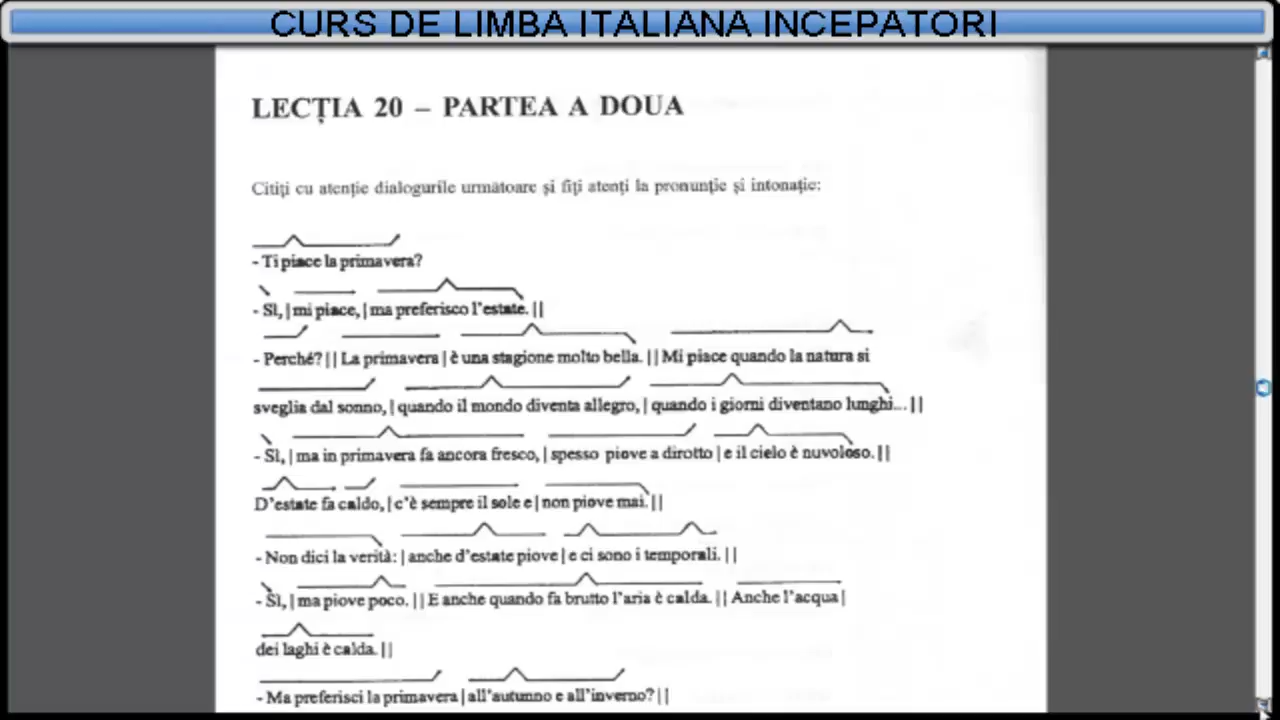 CURS DE LIMBA ITALIANA INCEPATORI
LECȚIA 20 – PARTEA A DOUA
Citiți cu atenție dialogurile următoare și fiți atenți la pronunție și intonație:
- Ti piace la primavera?
- Sì, | mi piace, | ma preferisco l'estate. ||
- Perché? || La primavera | è una stagione molto bella. || Mi piace quando la natura si
sveglia dal sonno, | quando il mondo diventa allegro, | quando i giorni diventano lunghi... ||
- Sì, | ma in primavera fa ancora fresco, | spesso piove a dirotto | e il cielo è nuvoloso. ||
D'estate fa caldo, | c'è sempre il sole e | non piove mai. ||
- Non dici la verità: | anche d'estate piove | e ci sono i temporali. ||
- Sì, | ma piove poco. || E anche quando fa brutto l'aria è calda. || Anche l'acqua |
dei laghi è calda. ||
- Ma preferisci la primavera | all'autunno e all'inverno? ||